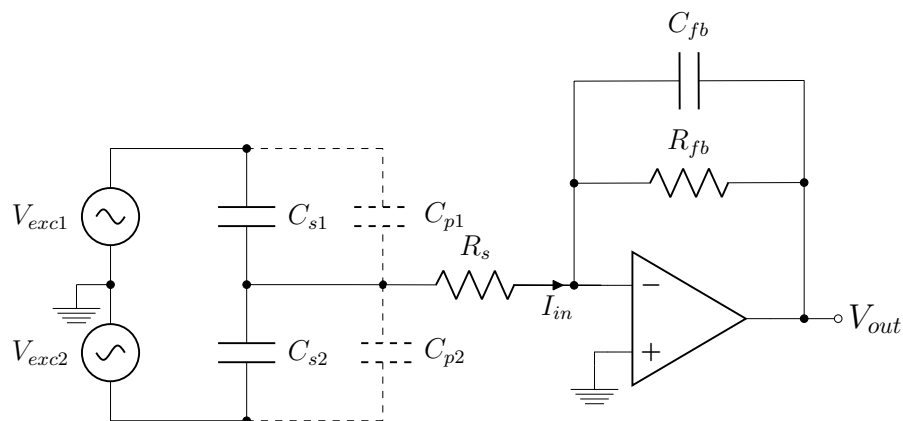 C_{fb}
R_{fb}
V_{exc1}
C_{s1}
C_{p1}
R_s
I_{in}
−
V_{out}
V_{exc2}
C_{s2}
C_{p2}
+